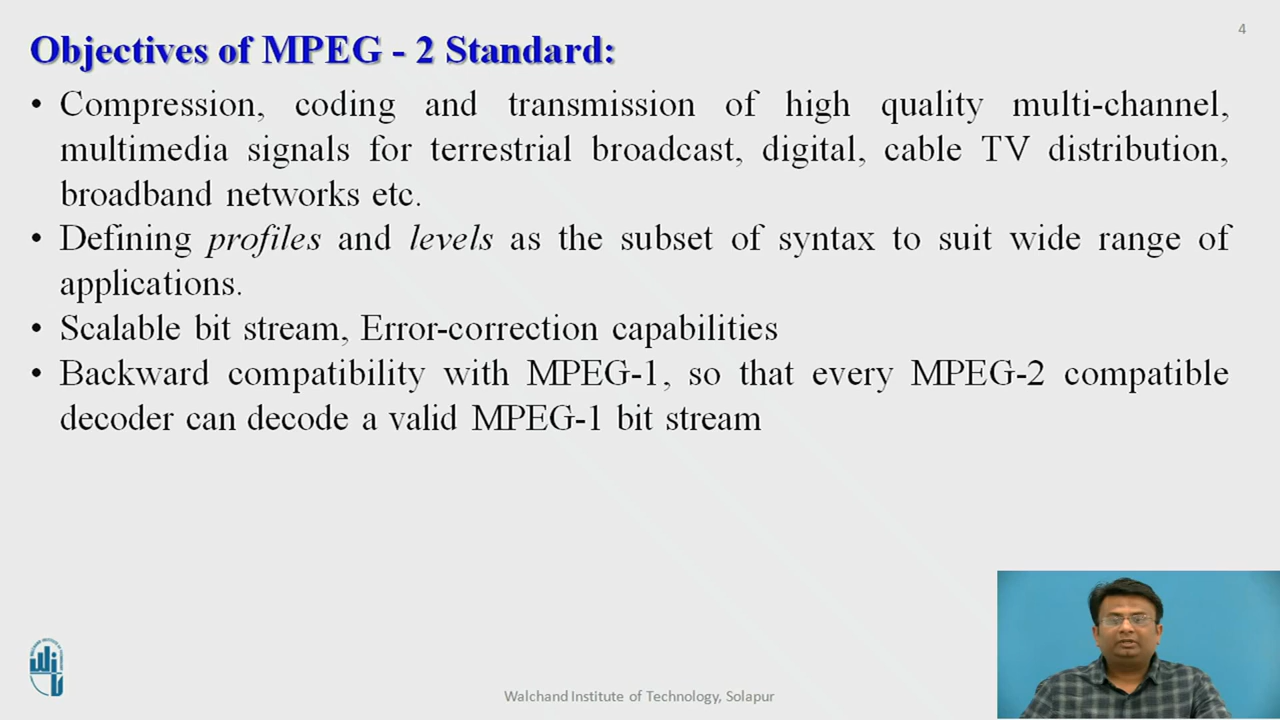 4
Objectives of MPEG - 2 Standard:
• Compression, coding and transmission of high quality multi-channel,
multimedia signals for terrestrial broadcast, digital, cable TV distribution,
broadband networks etc.
• Defining profiles and levels as the subset of syntax to suit wide range of
applications.
• Scalable bit stream, Error-correction capabilities
• Backward compatibility with MPEG-1, so that every MPEG-2 compatible
decoder can decode a valid MPEG-1 bit stream
Walchand Institute of Technology, Solapur